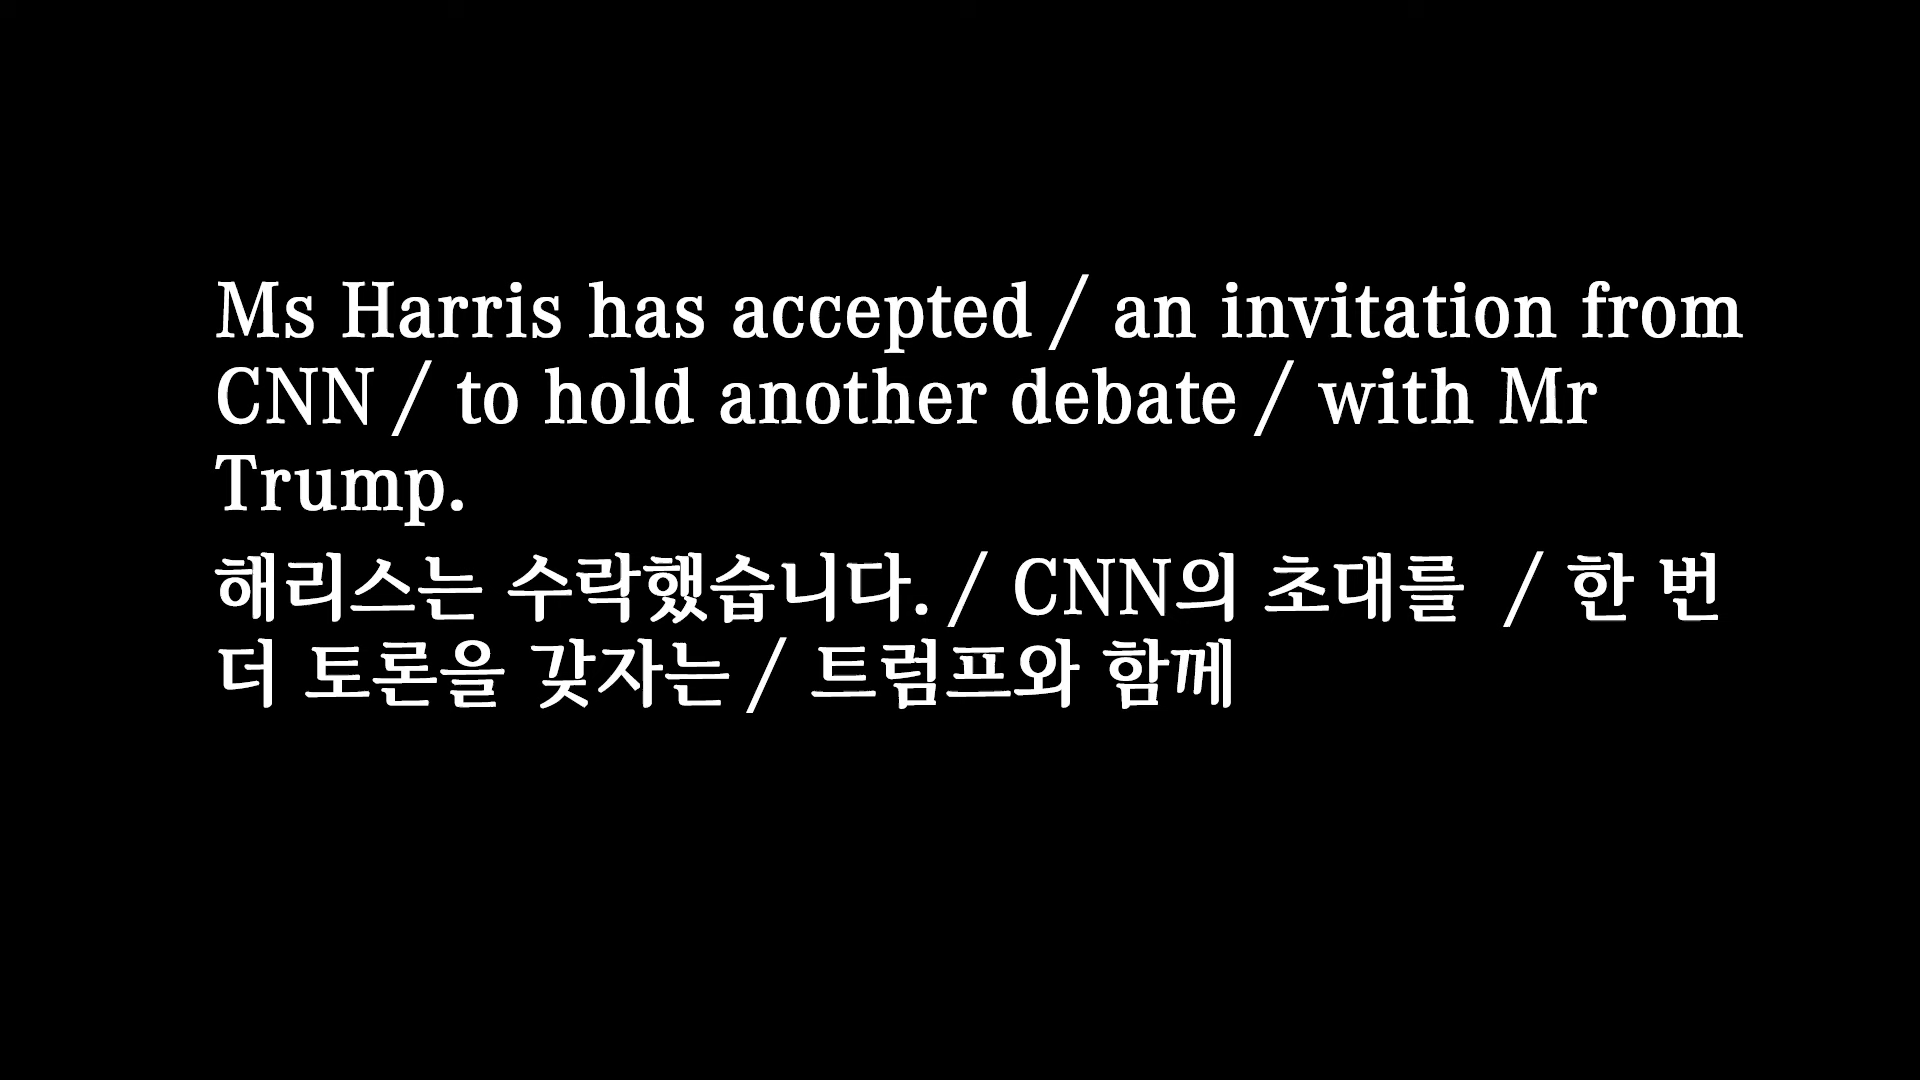 Ms Harris has accepted / an invitation from
CNN / to hold another debate / with Mr
Trump.
해리스는 수락했습니다. / CNN의 초대를 / 한 번
더 토론을 갖자는 / 트럼프와 함께